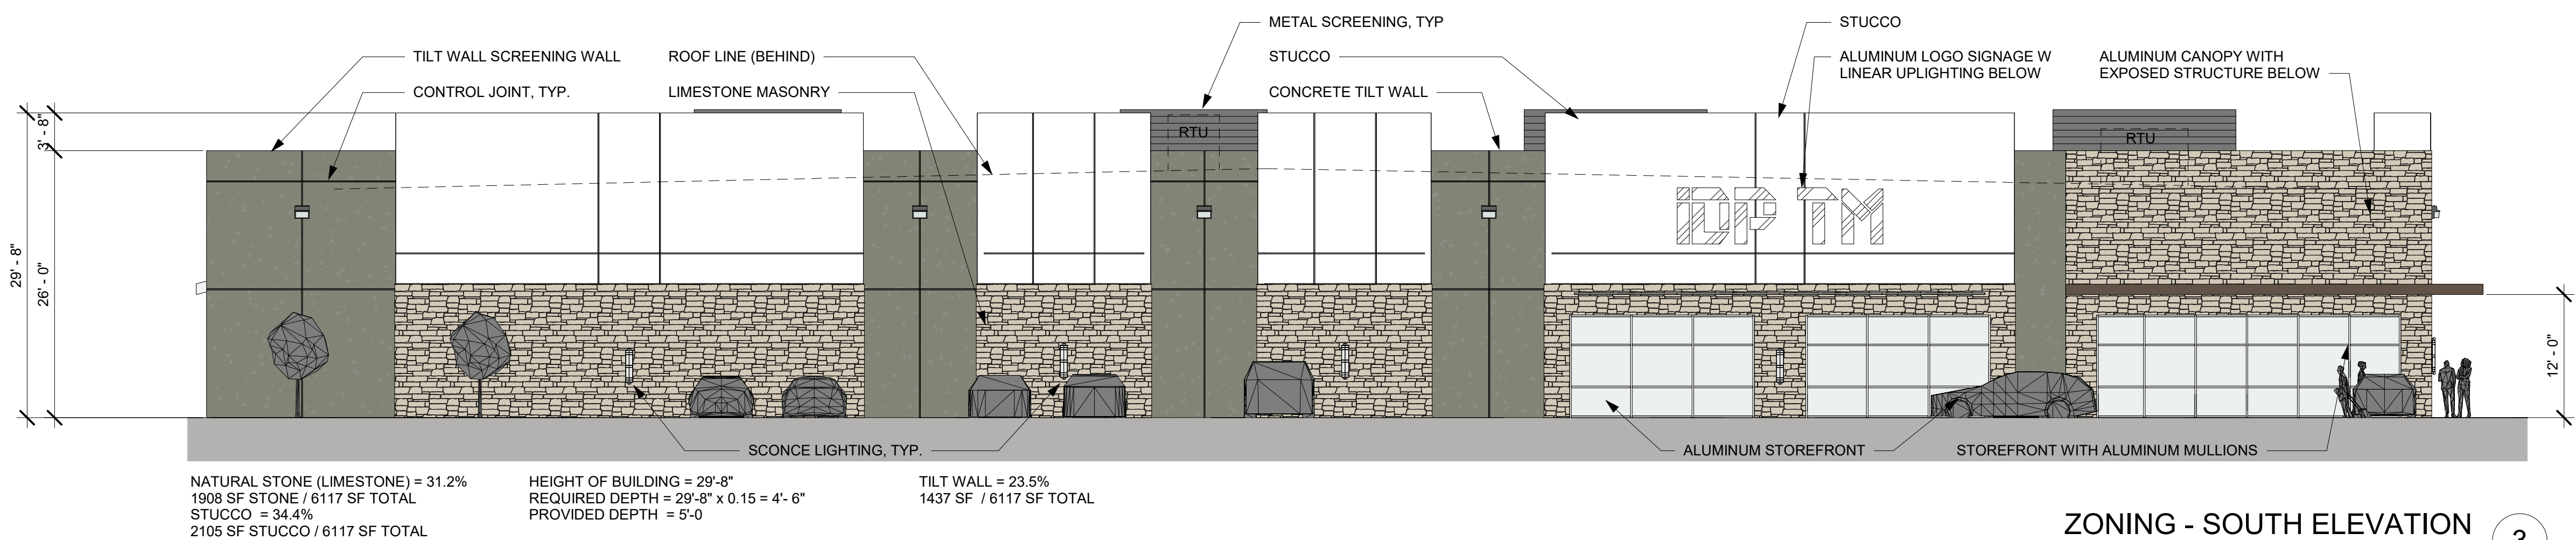 METAL SCREENING, TYP
STUCCO
TILT WALL SCREENING WALL
ROOF LINE (BEHIND)
STUCCO
ALUMINUM LOGO SIGNAGE W
LINEAR UPLIGHTING BELOW
ALUMINUM CANOPY WITH
EXPOSED STRUCTURE BELOW
CONTROL JOINT, TYP.
LIMESTONE MASONRY
CONCRETE TILT WALL
3' - 8"
29' - 8"
26' - 0"
RTU
RTU
12' - 0"
SCONCE LIGHTING, TYP.
ALUMINUM STOREFRONT
STOREFRONT WITH ALUMINUM MULLIONS
NATURAL STONE (LIMESTONE) = 31.2%
1908 SF STONE / 6117 SF TOTAL
STUCCO = 34.4%
2105 SF STUCCO / 6117 SF TOTAL
HEIGHT OF BUILDING = 29'-8"
REQUIRED DEPTH = 29'-8" x 0.15 = 4'- 6"
PROVIDED DEPTH = 5'-0
TILT WALL = 23.5%
1437 SF / 6117 SF TOTAL
ZONING - SOUTH ELEVATION
3